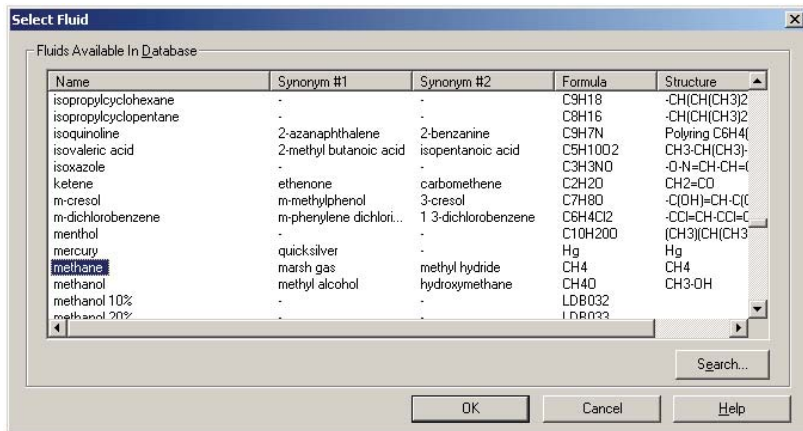 Select Fluid
Fluids Available In Database
Name Synonym #1 Synonym #2 Formula Structure
isopropylcyclohexane - - C9H18 -CH(CH(CH3)2
isopropylcyclopentane - - C8H16 -CH(CH(CH3)2
isoquinoline 2-azanaphthalene 2-benzanine C9H7N Polyring C6H4(
isovaleric acid 2-methyl butanoic acid isopentanoic acid C5H10O2 CH3-CH(CH3)-
isoxazole - - C3H3NO -O-N=CH-CH=(
ketene ethenone carbomethene C2H2O CH2=CO
m-cresol m-methylphenol 3-cresol C7H8O -C(OH)=CH-C(C
m-dichlorobenzene m-phenylene dichlori... 1 3-dichlorobenzene C6H4Cl2 -CCl=CH-CCl=C
menthol - - C10H20O (CH3)(CH(CH3
mercury quicksilver - Hg Hg
methane marsh gas methyl hydride CH4 CH4
methanol methyl alcohol hydroxymethane CH4O CH3-OH
methanol 10% - - LDB032
methanol 20% - - LDB033
Search...
OK Cancel Help